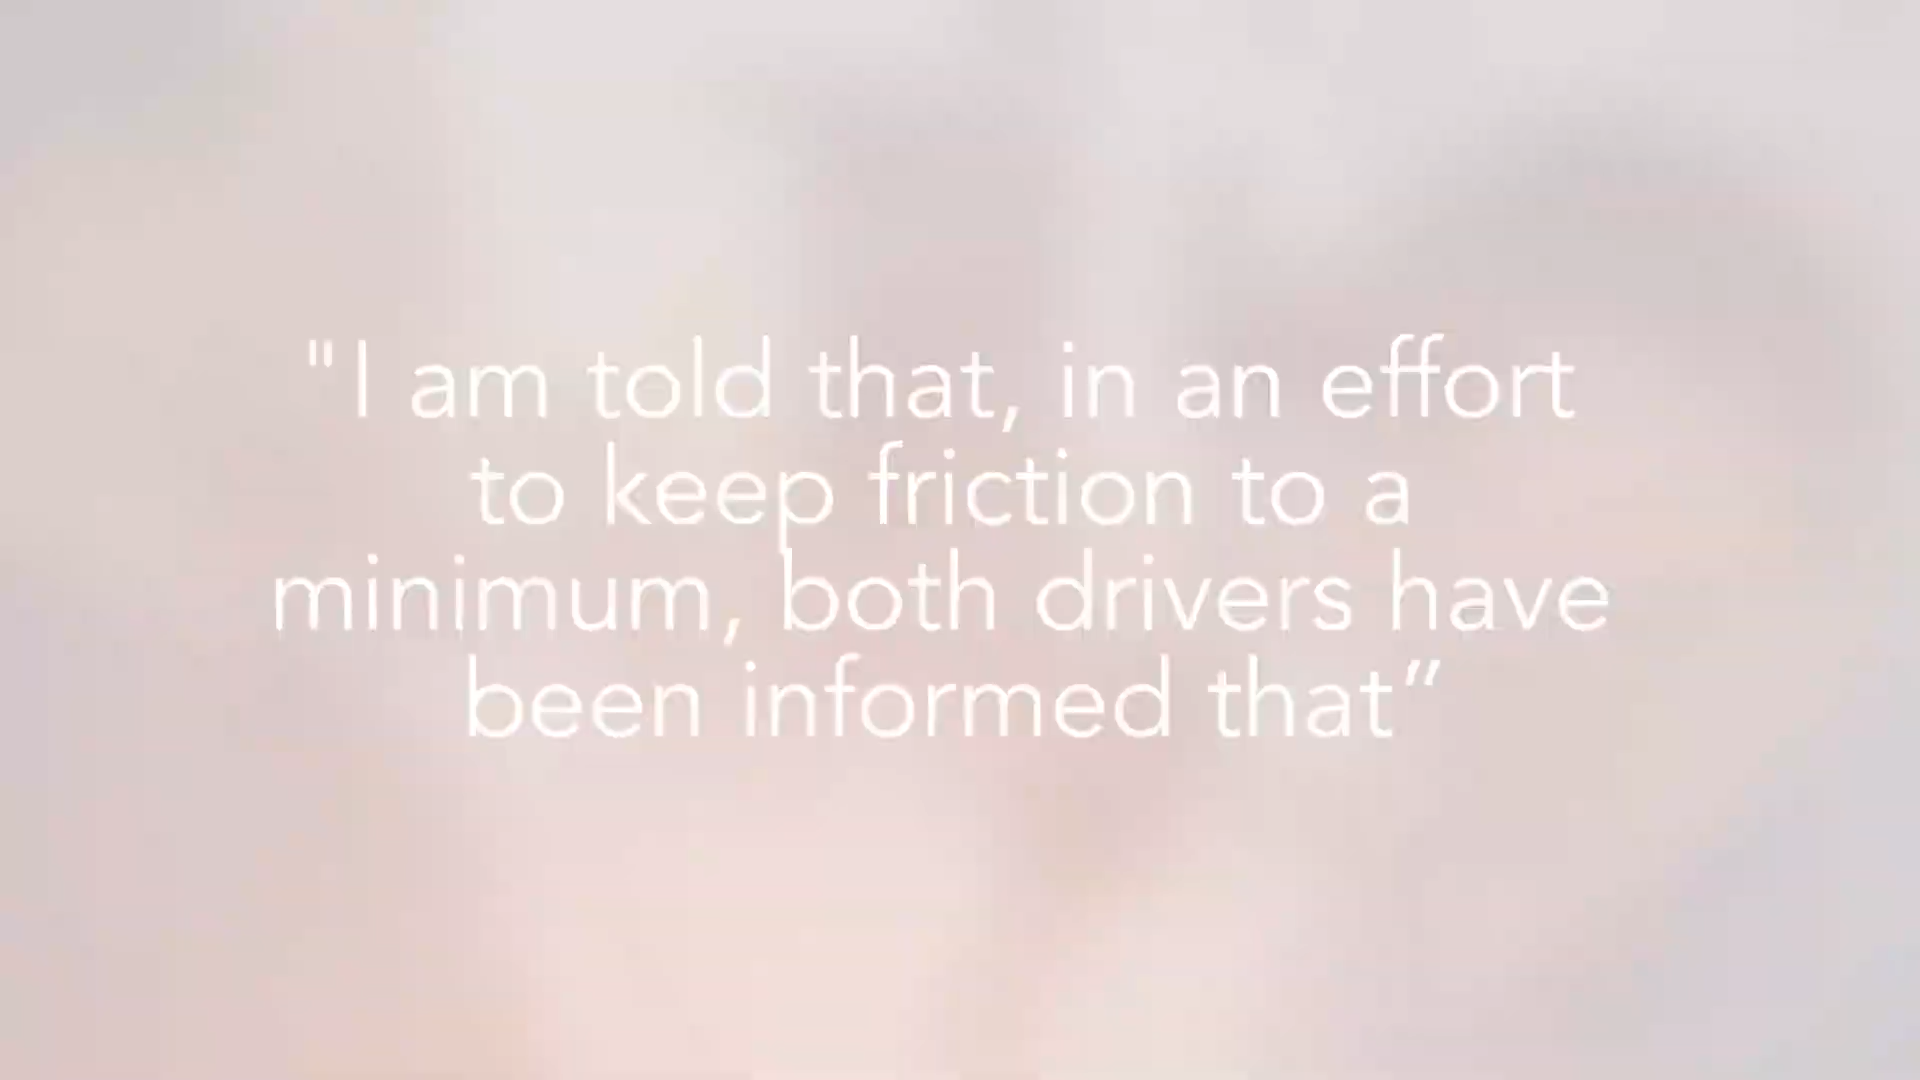 "I am told that, in an effort
to keep friction to a
minimum, both drivers have
been informed that”